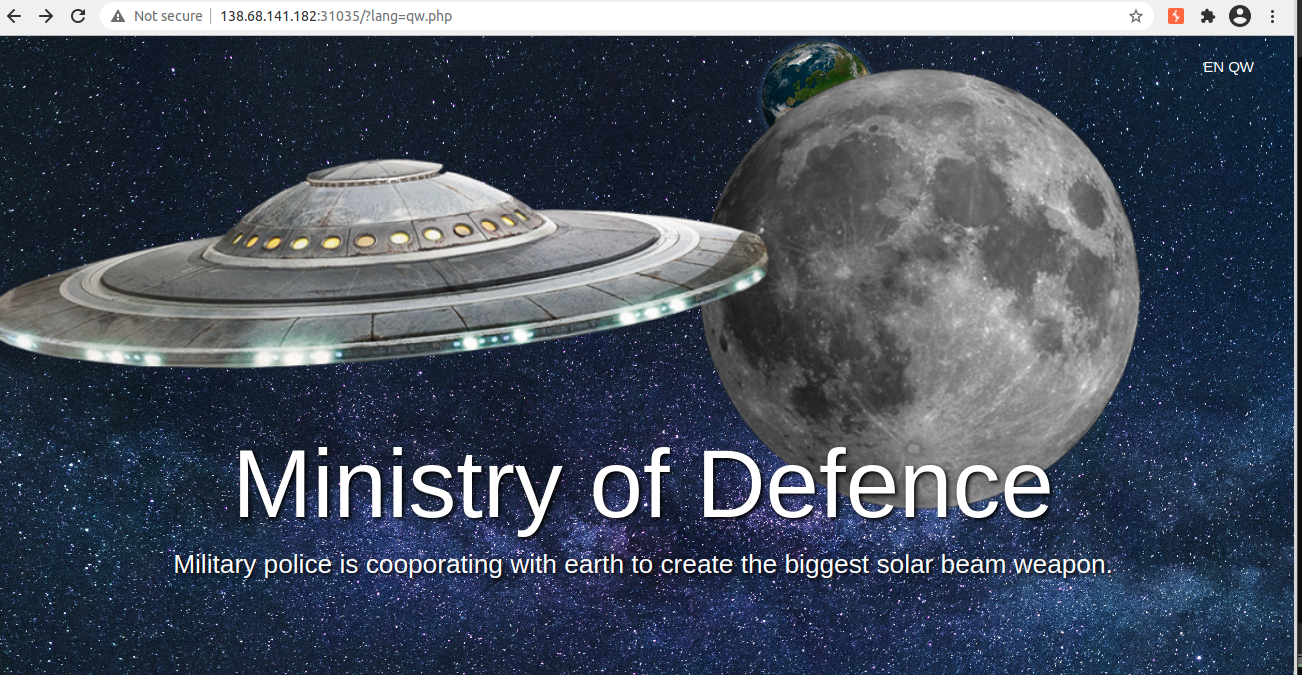 Not secure | 138.68.141.182:31035/?lang=qw.php
EN QW
Ministry of Defence
Military police is cooporating with earth to create the biggest solar beam weapon.